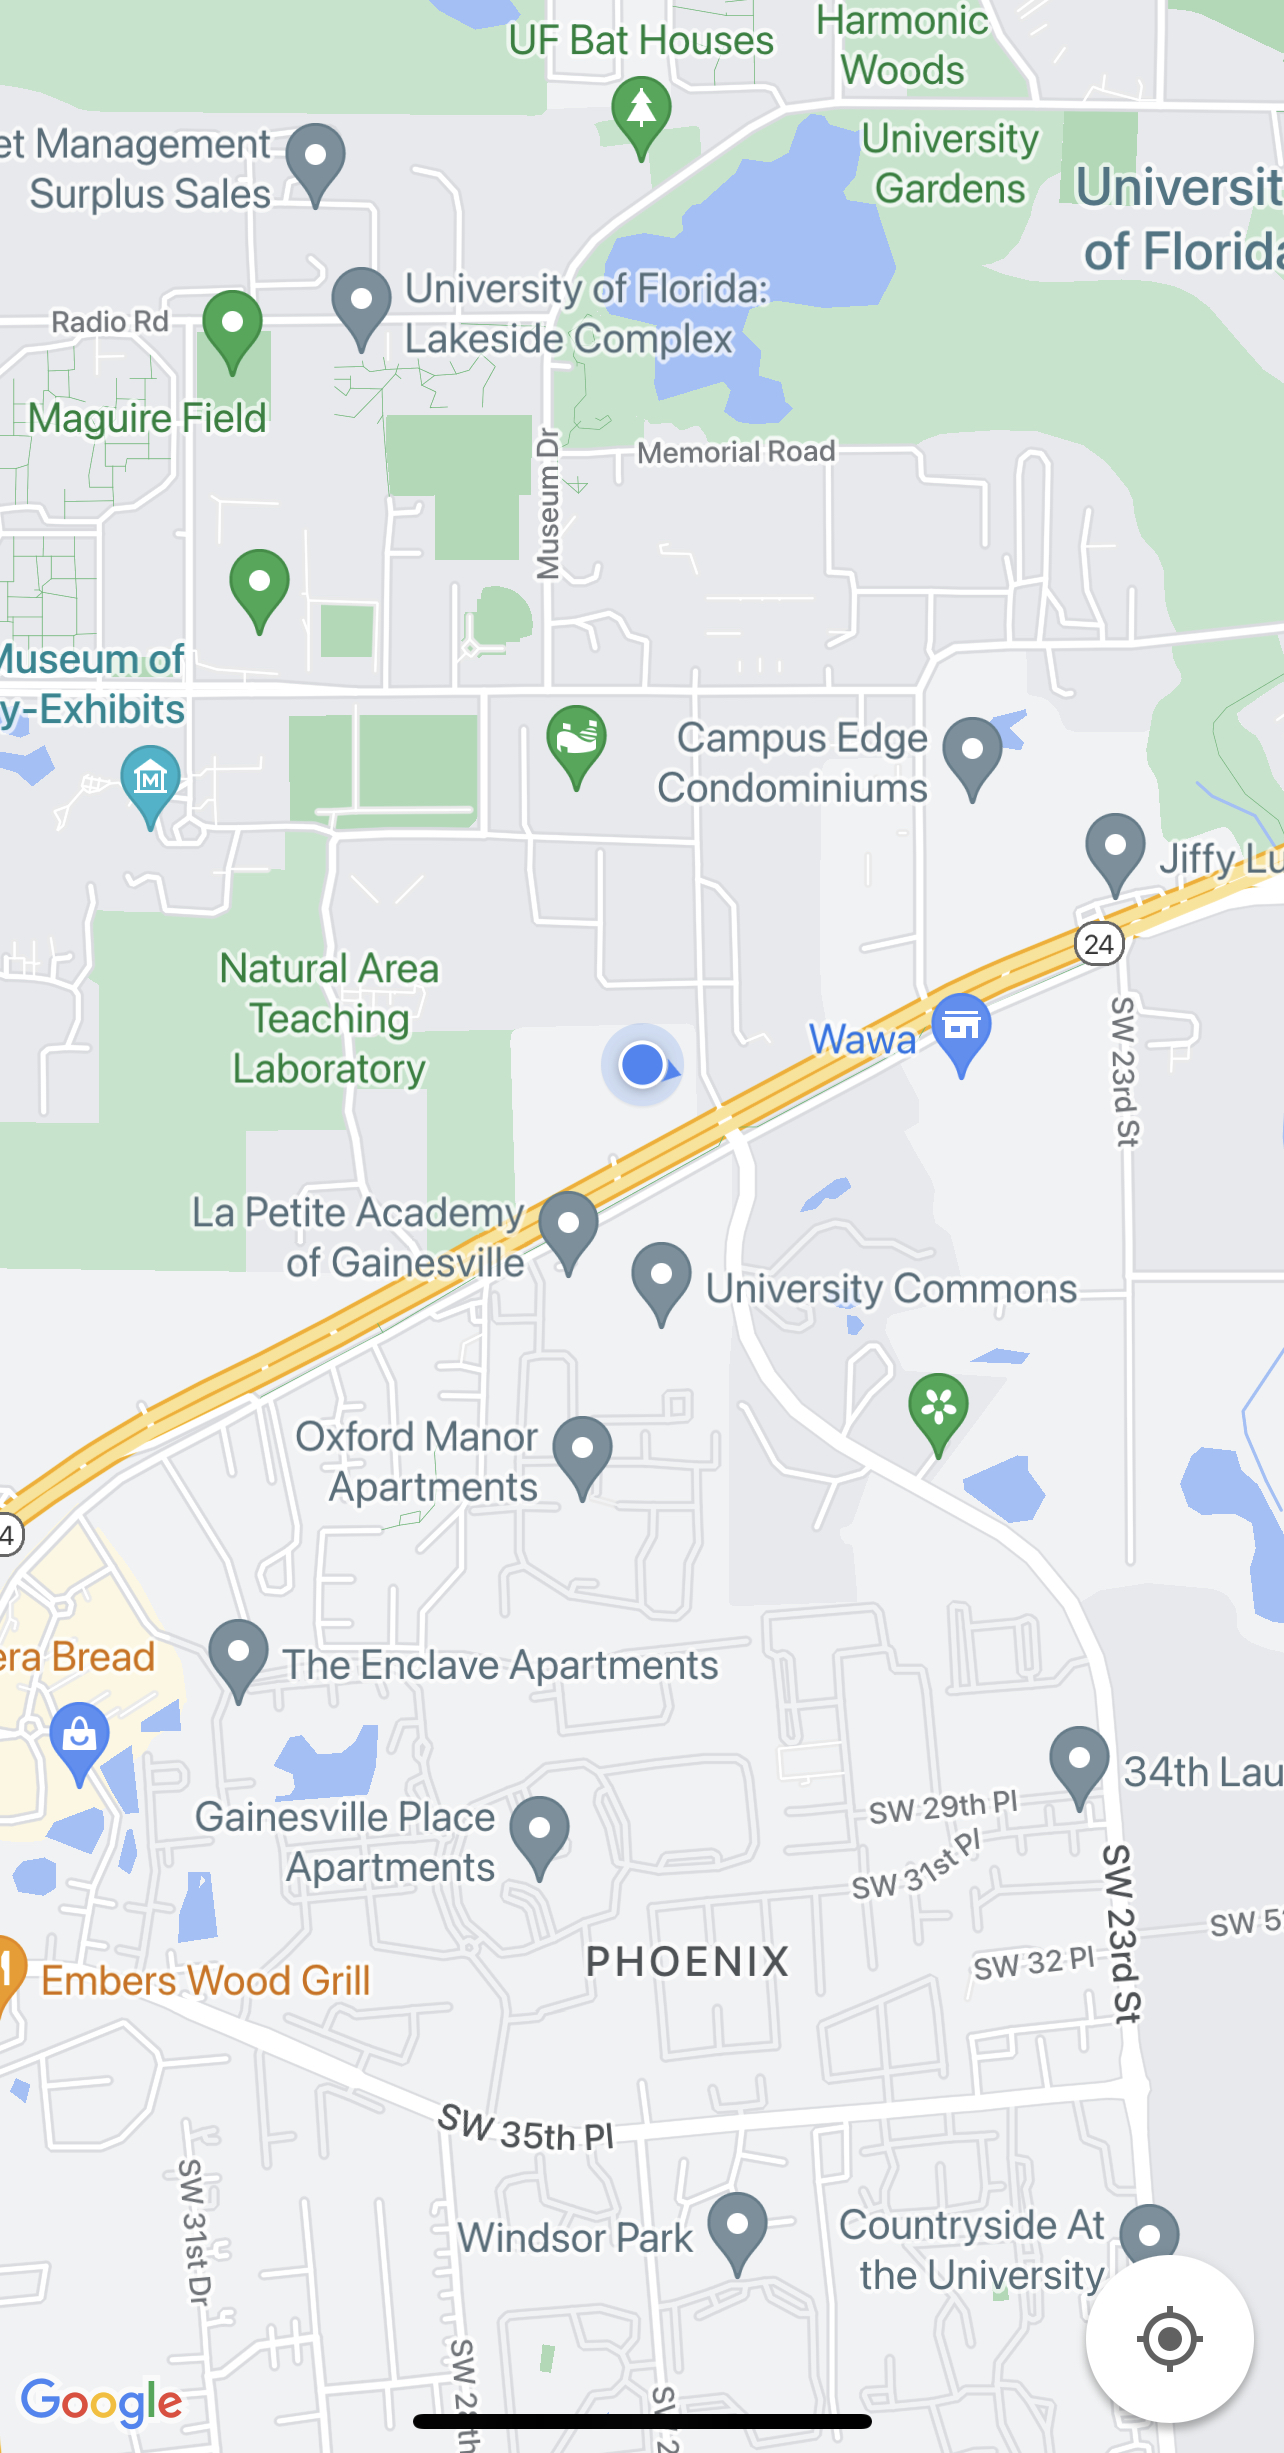 UF Bat Houses
Harmonic
Woods
et Management
Surplus Sales
University
Gardens
Universit
of Florida
University of Florida:
Lakeside Complex
Radio Rd
Maguire Field
Museum Dr
Memorial Road
Museum of
y-Exhibits
Campus Edge
Condominiums
Jiffy Lu
24
Natural Area
Teaching
Laboratory
Wawa
SW 23rd St
La Petite Academy
of Gainesville
University Commons
Oxford Manor
Apartments
4
era Bread
The Enclave Apartments
34th Lau
SW 29th Pl
Gainesville Place
Apartments
SW 31st Pl
SW 23rd St
SW 5
PHOENIX
SW 32 Pl
Embers Wood Grill
SW 35th Pl
SW 31st Dr
Windsor Park
Countryside At
the University
SW 28th
SW 2
Google